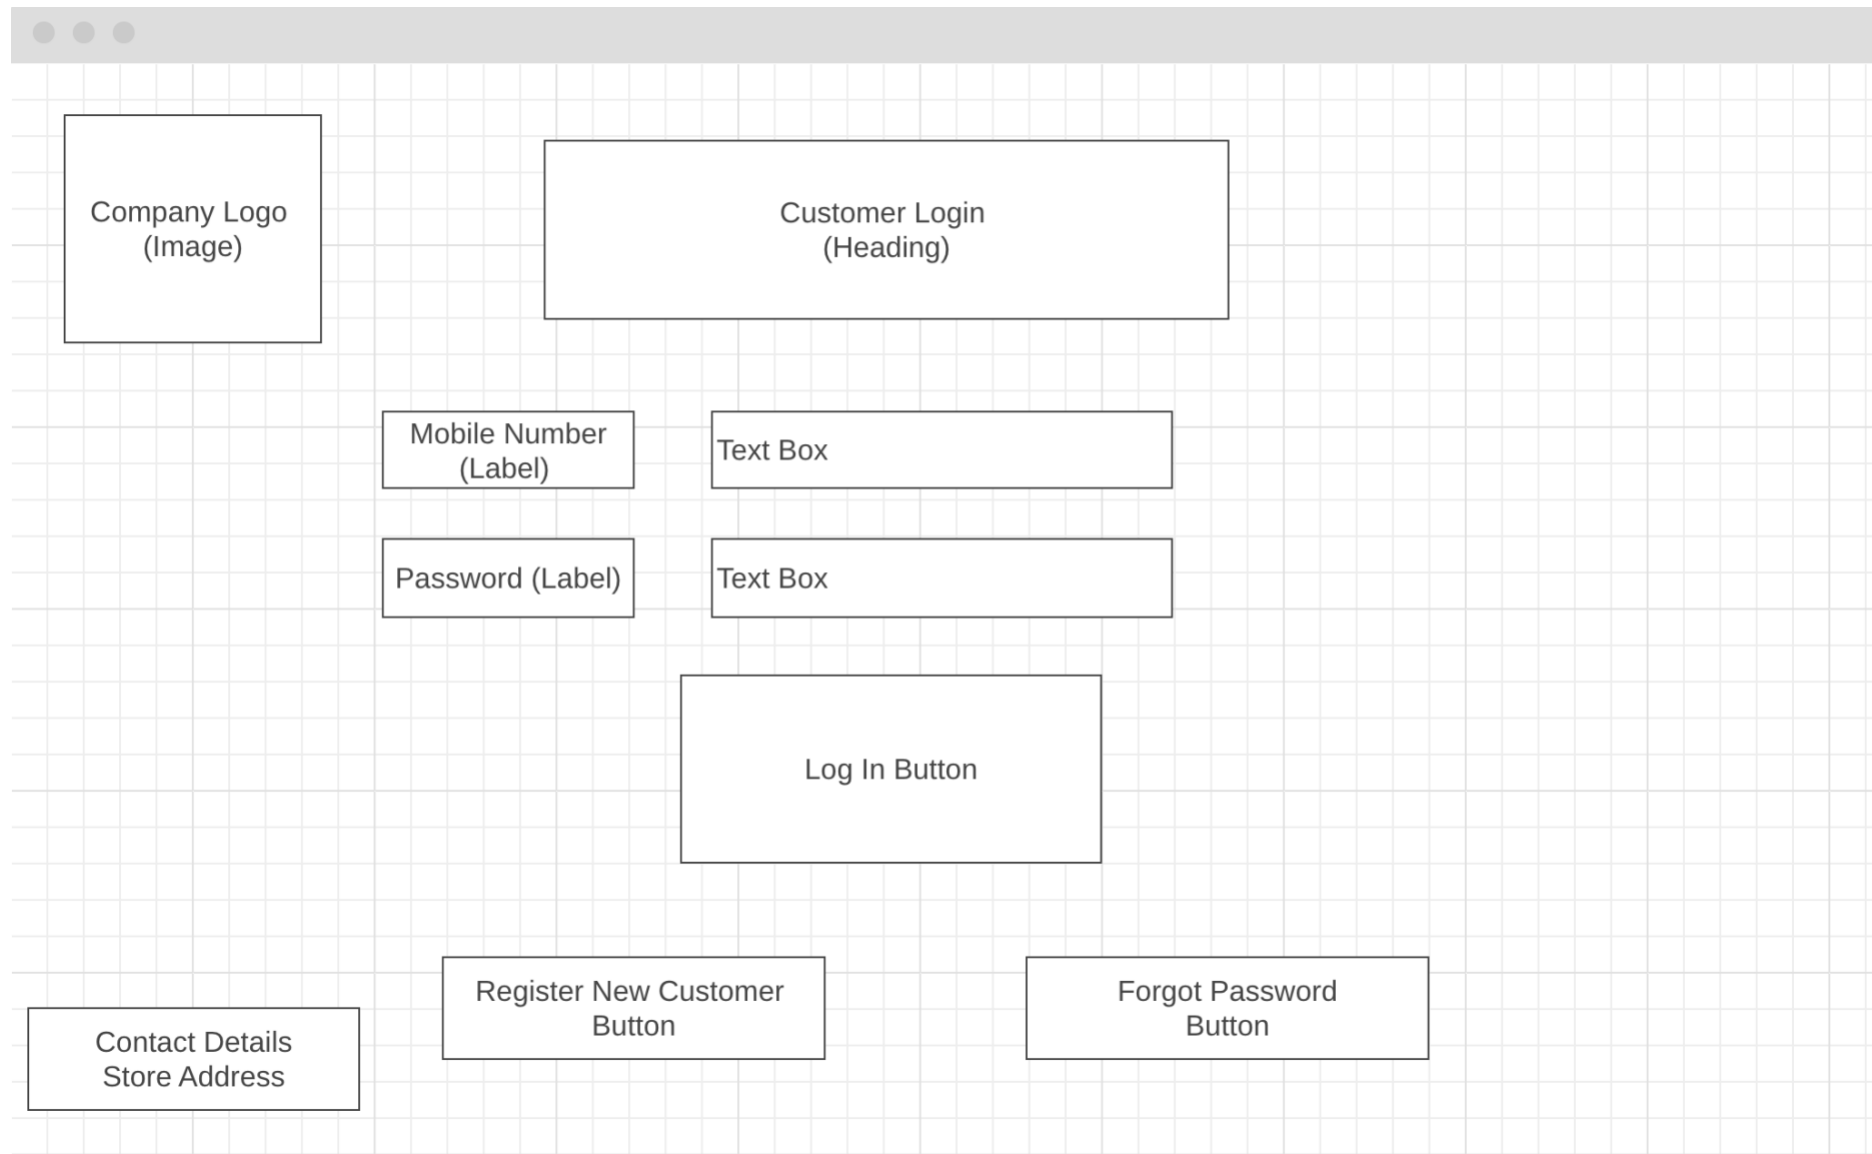 Company Logo
(Image)
Customer Login
(Heading)
Mobile Number
(Label)
Text Box
Password (Label)
Text Box
Log In Button
Register New Customer
Button
Forgot Password
Button
Contact Details
Store Address